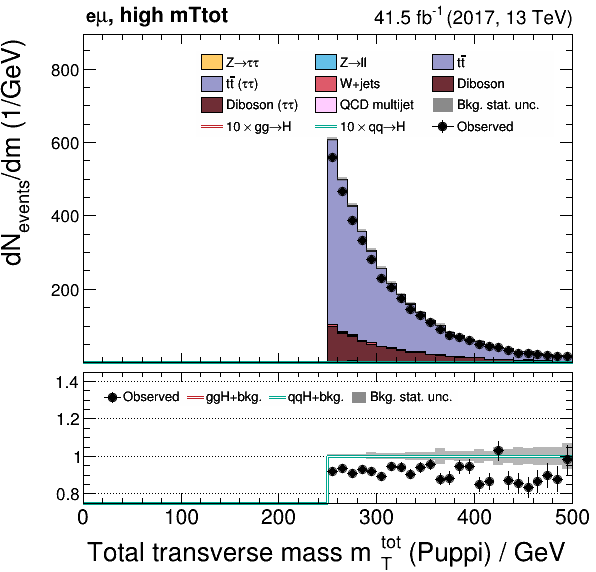 eμ, high mTtot 41.5 fb⁻¹ (2017, 13 TeV)
dN_events/dm (1/GeV)
800
600
400
200
Z→ττ Z→ll tt̄
tt̄ (ττ) W+jets Diboson
Diboson (ττ) QCD multijet Bkg. stat. unc.
10 × gg→H 10 × qq→H Observed
1.4
1.2
1
0.8
Observed ggH+bkg. qqH+bkg. Bkg. stat. unc.
0 100 200 300 400 500
Total transverse mass m_T^tot (Puppi) / GeV